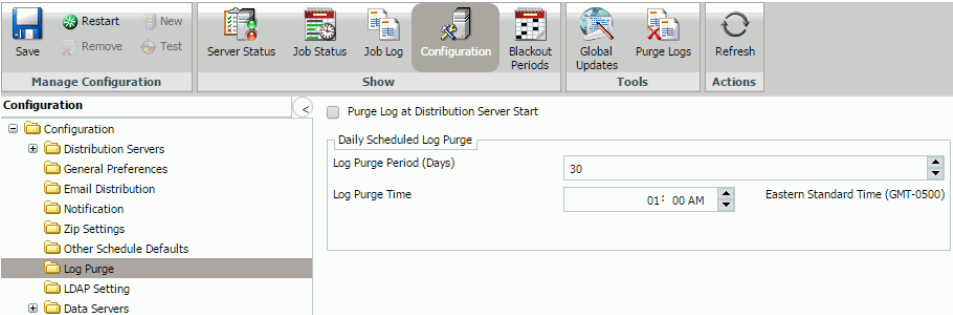 Restart New
Save Remove Test
Server Status Job Status Job Log Configuration Blackout Periods
Global Updates Purge Logs Refresh
Manage Configuration Show Tools Actions
Configuration
Configuration
Distribution Servers
General Preferences
Email Distribution
Notification
Zip Settings
Other Schedule Defaults
Log Purge
LDAP Setting
Data Servers
Purge Log at Distribution Server Start
Daily Scheduled Log Purge
Log Purge Period (Days) 30
Log Purge Time 01: 00 AM Eastern Standard Time (GMT-0500)